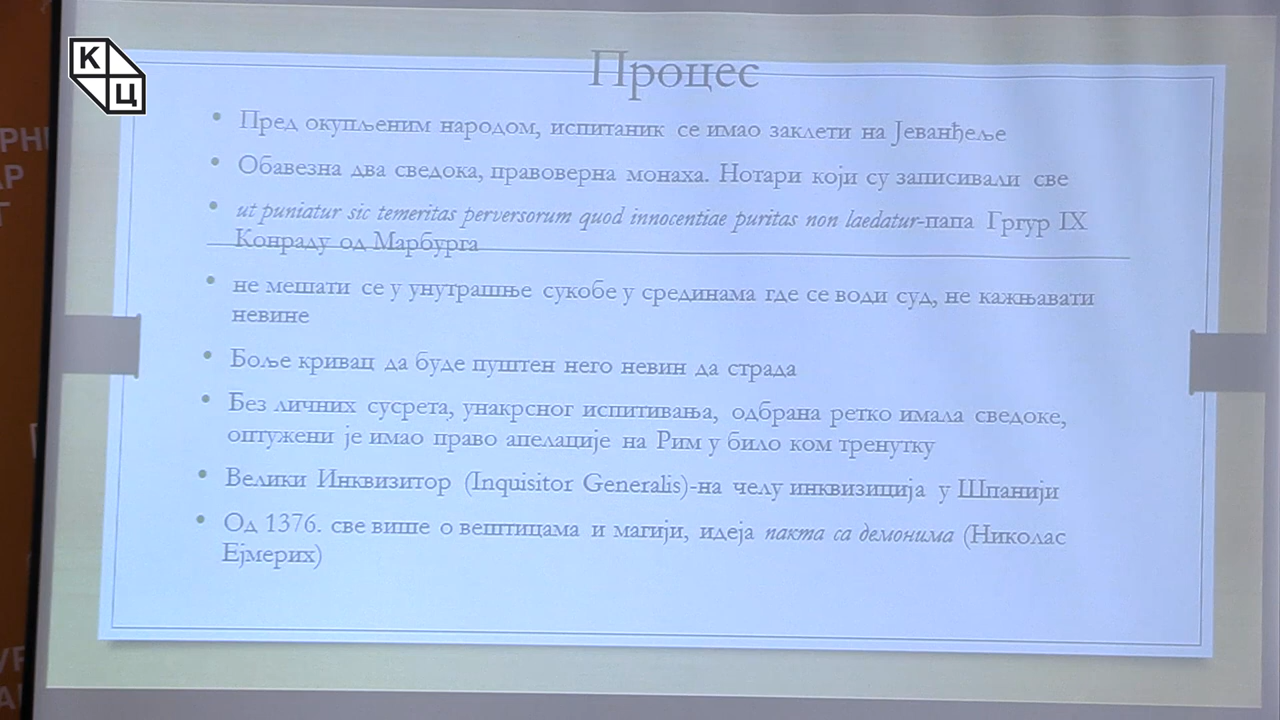 К
Ц
Процес
• Пред окупљеним народом, испитаник се имао заклети на Јеванђеље
• Обавезна два сведока, правоверна монаха. Нотари који су записивали све
• ut puniatur sic temeritas perversorum quod innocentiae puritas non laedatur-папа Гргур IX
Конраду од Марбурга
• не мешати се у унутрашње сукобе у срединама где се води суд, не кажњавати
невине
• Боље кривац да буде пуштен него невин да страда
• Без личних сусрета, унакрсног испитивања, одбрана ретко имала сведоке,
оптужени је имао право апелације на Рим у било ком тренутку
• Велики Инквизитор (Inquisitor Generalis)-на челу инквизиција у Шпанији
• Од 1376. све више о вештицама и магији, идеја пакта са демонима (Николас
Ејмерих)